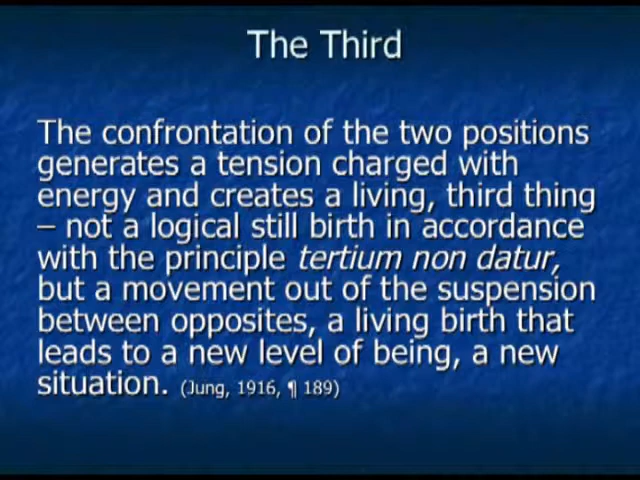 The Third
The confrontation of the two positions
generates a tension charged with
energy and creates a living, third thing
– not a logical still birth in accordance
with the principle tertium non datur,
but a movement out of the suspension
between opposites, a living birth that
leads to a new level of being, a new
situation. (Jung, 1916, ¶ 189)